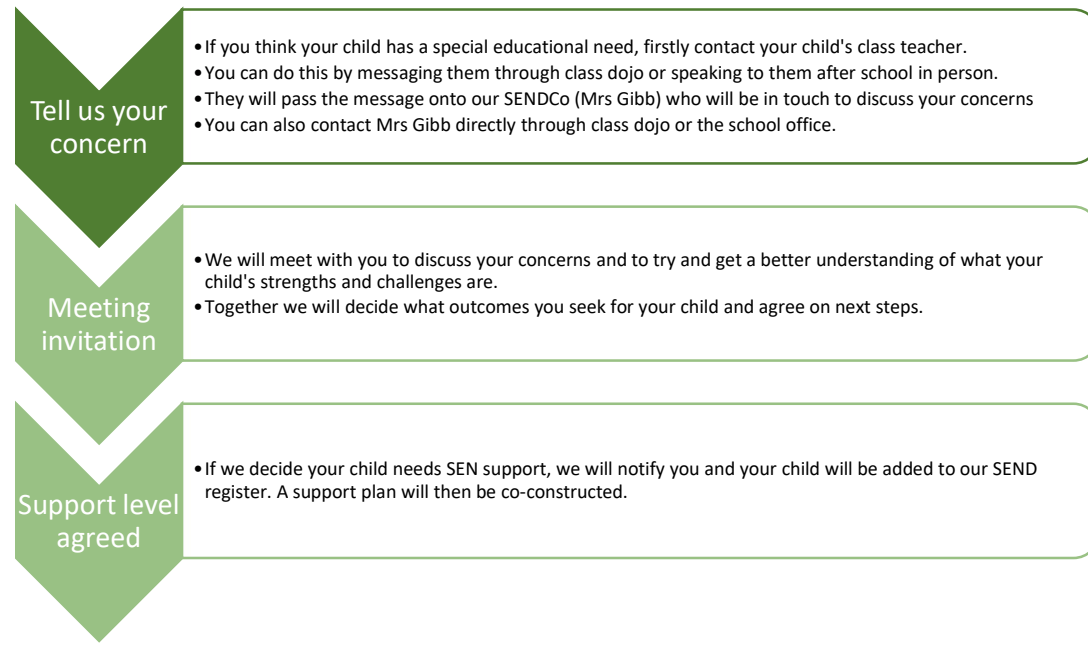 Tell us your
concern
•If you think your child has a special educational need, firstly contact your child's class teacher.
•You can do this by messaging them through class dojo or speaking to them after school in person.
•They will pass the message onto our SENDCo (Mrs Gibb) who will be in touch to discuss your concerns
•You can also contact Mrs Gibb directly through class dojo or the school office.
Meeting
invitation
•We will meet with you to discuss your concerns and to try and get a better understanding of what your
child's strengths and challenges are.
•Together we will decide what outcomes you seek for your child and agree on next steps.
Support level
agreed
•If we decide your child needs SEN support, we will notify you and your child will be added to our SEND
register. A support plan will then be co-constructed.